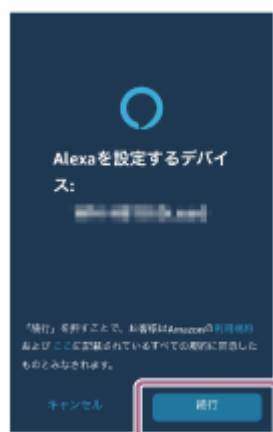 Alexaを設定するデバイ
ス:
「続行」を押すことで、お客様はAmazonの利用規約
および ここに記載されているすべての規約に同意した
ものとみなされます。
キャンセル
続行